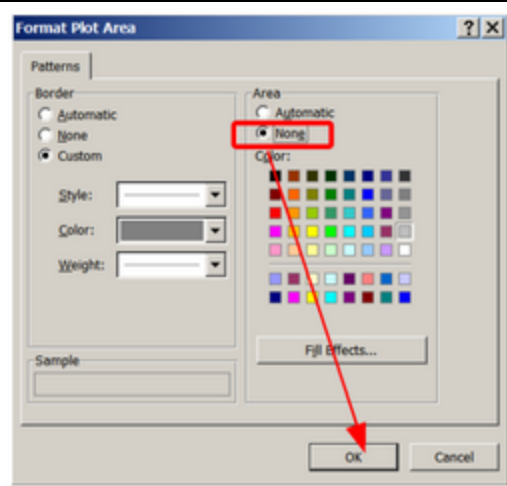 Format Plot Area
Patterns
Border
Automatic
None
Custom
Style:
Color:
Weight:
Sample
Area
Automatic
None
Color:
Fill Effects...
OK
Cancel